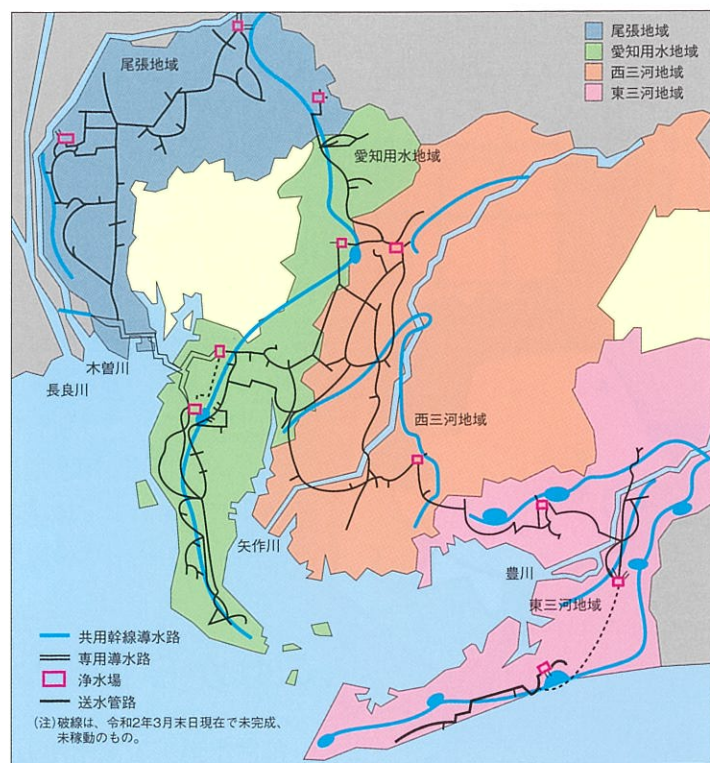 尾張地域
愛知用水地域
西三河地域
東三河地域
尾張地域
愛知用水地域
木曽川
長良川
西三河地域
矢作川
豊川
東三河地域
共用幹線導水路
専用導水路
浄水場
送水管路
(注)破線は、令和2年3月末日現在で未完成、
未稼動のもの。